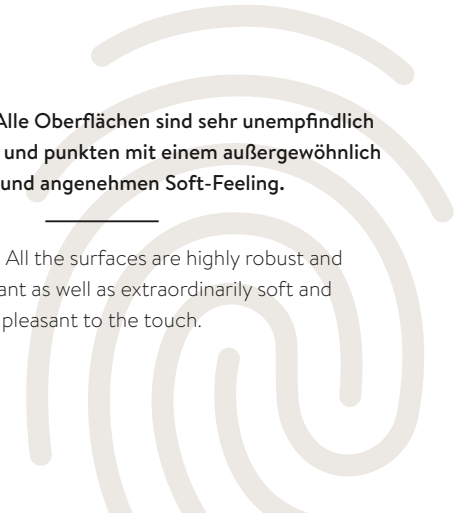 Alle Oberflächen sind sehr unempfindlich
und punkten mit einem außergewöhnlich
und angenehmen Soft-Feeling.
All the surfaces are highly robust and
as well as extraordinarily soft and
pleasant to the touch.